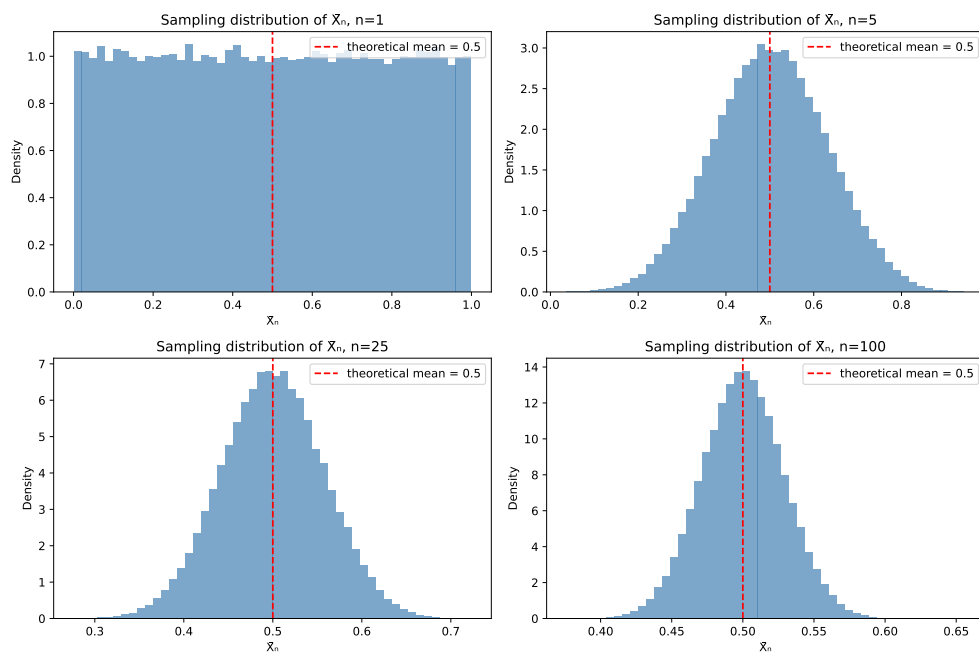 Sampling distribution of X̄ₙ, n=1
theoretical mean = 0.5
Density
1.0
0.8
0.6
0.4
0.2
0.0
0.0 0.2 0.4 0.6 0.8 1.0
X̄ₙ
Sampling distribution of X̄ₙ, n=5
theoretical mean = 0.5
Density
3.0
2.5
2.0
1.5
1.0
0.5
0.0
0.0 0.2 0.4 0.6 0.8
X̄ₙ
Sampling distribution of X̄ₙ, n=25
theoretical mean = 0.5
Density
7
6
5
4
3
2
1
0
0.3 0.4 0.5 0.6 0.7
X̄ₙ
Sampling distribution of X̄ₙ, n=100
theoretical mean = 0.5
Density
14
12
10
8
6
4
2
0
0.40 0.45 0.50 0.55 0.60 0.65
X̄ₙ